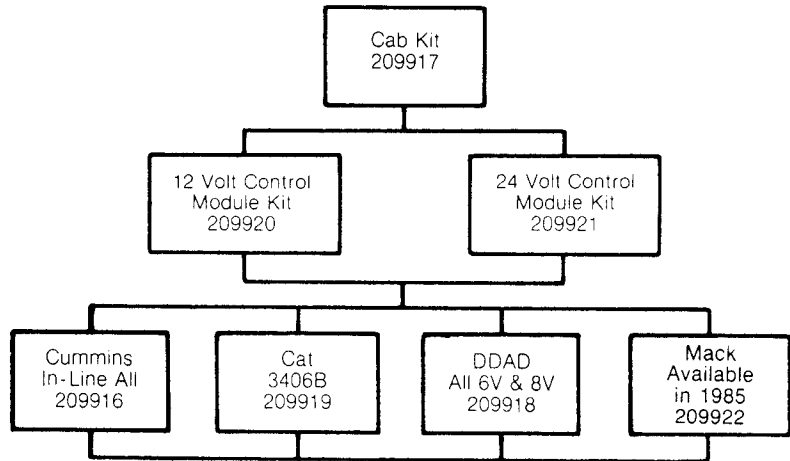 Cab Kit
209917
12 Volt Control
Module Kit
209920
24 Volt Control
Module Kit
209921
Cummins
In-Line All
209916
Cat
3406B
209919
DDAD
All 6V & 8V
209918
Mack
Available
in 1985
209922